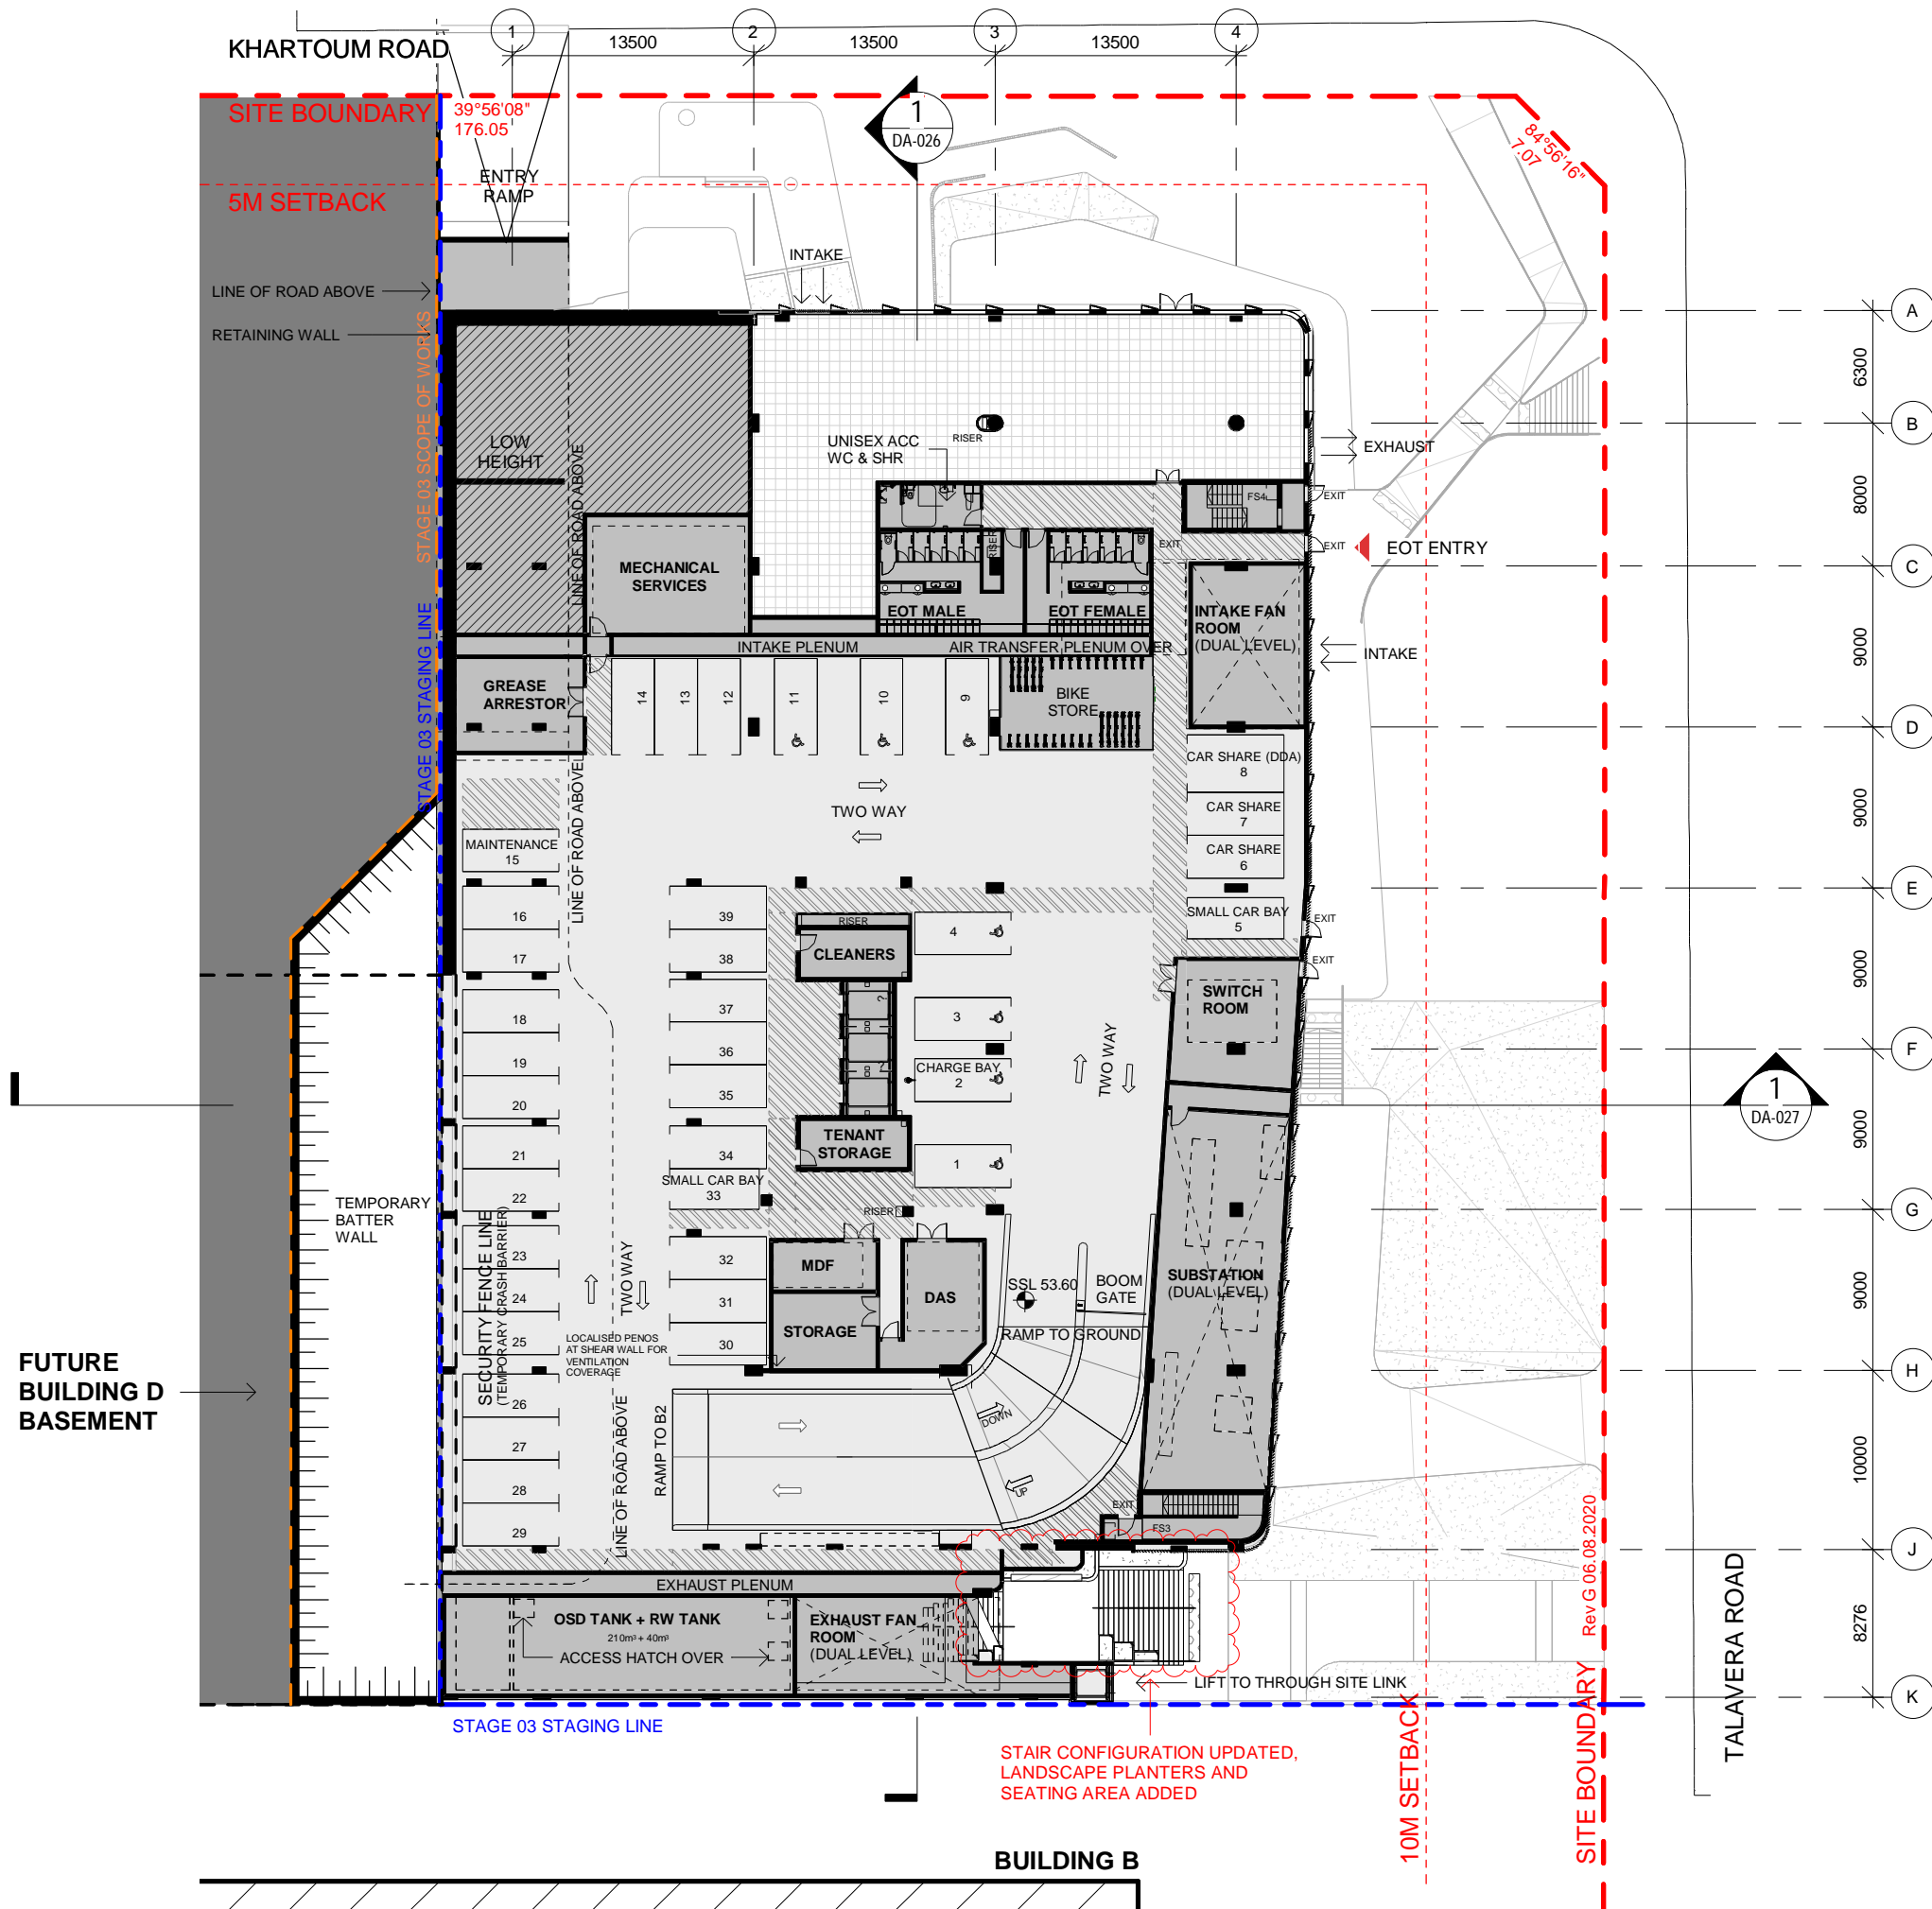 1
2
3
4
KHARTOUM ROAD
13500
13500
13500
SITE BOUNDARY
39°56'08"
176.05
1
DA-026
84°56'16"
7.07
ENTRY
RAMP
5M SETBACK
INTAKE
LINE OF ROAD ABOVE
RETAINING WALL
A
6300
B
8000
C
9000
D
9000
E
9000
F
9000
G
9000
H
10000
J
8276
K
STAGE 03 SCOPE OF WORKS
STAGE 03 STAGING LINE
LOW
HEIGHT
LINE OF ROAD ABOVE
UNISEX ACC
WC & SHR
RISER
EXHAUST
FS4
EXIT
EXIT
EXIT
EOT ENTRY
MECHANICAL
SERVICES
RISER
EOT MALE
EOT FEMALE
INTAKE FAN
ROOM
(DUAL LEVEL)
INTAKE
INTAKE PLENUM
AIR TRANSFER PLENUM OVER
GREASE
ARRESTOR
14
13
12
11
10
9
BIKE
STORE
CAR SHARE (DDA)
8
CAR SHARE
7
CAR SHARE
6
SMALL CAR BAY
5
EXIT
EXIT
TWO WAY
LINE OF ROAD ABOVE
MAINTENANCE
15
16
17
18
19
20
21
22
23
24
25
26
27
28
29
39
38
37
36
35
34
SMALL CAR BAY
33
32
31
30
RISER
CLEANERS
4
3
CHARGE BAY
2
1
?
TENANT
STORAGE
RISER
SWITCH
ROOM
TWO WAY
1
DA-027
TEMPORARY
BATTER
WALL
SECURITY FENCE LINE
(TEMPORARY CRASH BARRIER)
TWO WAY
MDF
DAS
STORAGE
SSL 53.60
BOOM
GATE
RAMP TO GROUND
SUBSTATION
(DUAL LEVEL)
LOCALISED PENOS
AT SHEAR WALL FOR
VENTILATION
COVERAGE
FUTURE
BUILDING D
BASEMENT
LINE OF ROAD ABOVE
RAMP TO B2
DOWN
UP
EXIT
FS3
EXHAUST PLENUM
OSD TANK + RW TANK
210m³ + 40m³
ACCESS HATCH OVER
EXHAUST FAN
ROOM
(DUAL LEVEL)
LIFT TO THROUGH SITE LINK
STAGE 03 STAGING LINE
STAIR CONFIGURATION UPDATED,
LANDSCAPE PLANTERS AND
SEATING AREA ADDED
10M SETBACK
SITE BOUNDARY
Rev G 06.08.2020
TALAVERA ROAD
BUILDING B